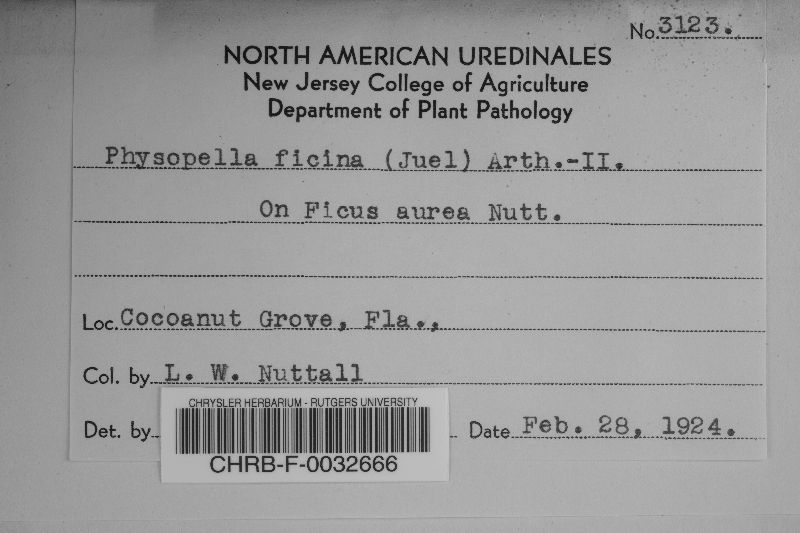 No. 3123.
NORTH AMERICAN UREDINALES
New Jersey College of Agriculture
Department of Plant Pathology
Physopella ficina (Juel) Arth.-II.
On Ficus aurea Nutt.
Loc. Cocoanut Grove, Fla.,
Col. by L. W. Nuttall
Det. by
Date Feb. 28, 1924.
CHRYSLER HERBARIUM - RUTGERS UNIVERSITY
CHRB-F-0032666